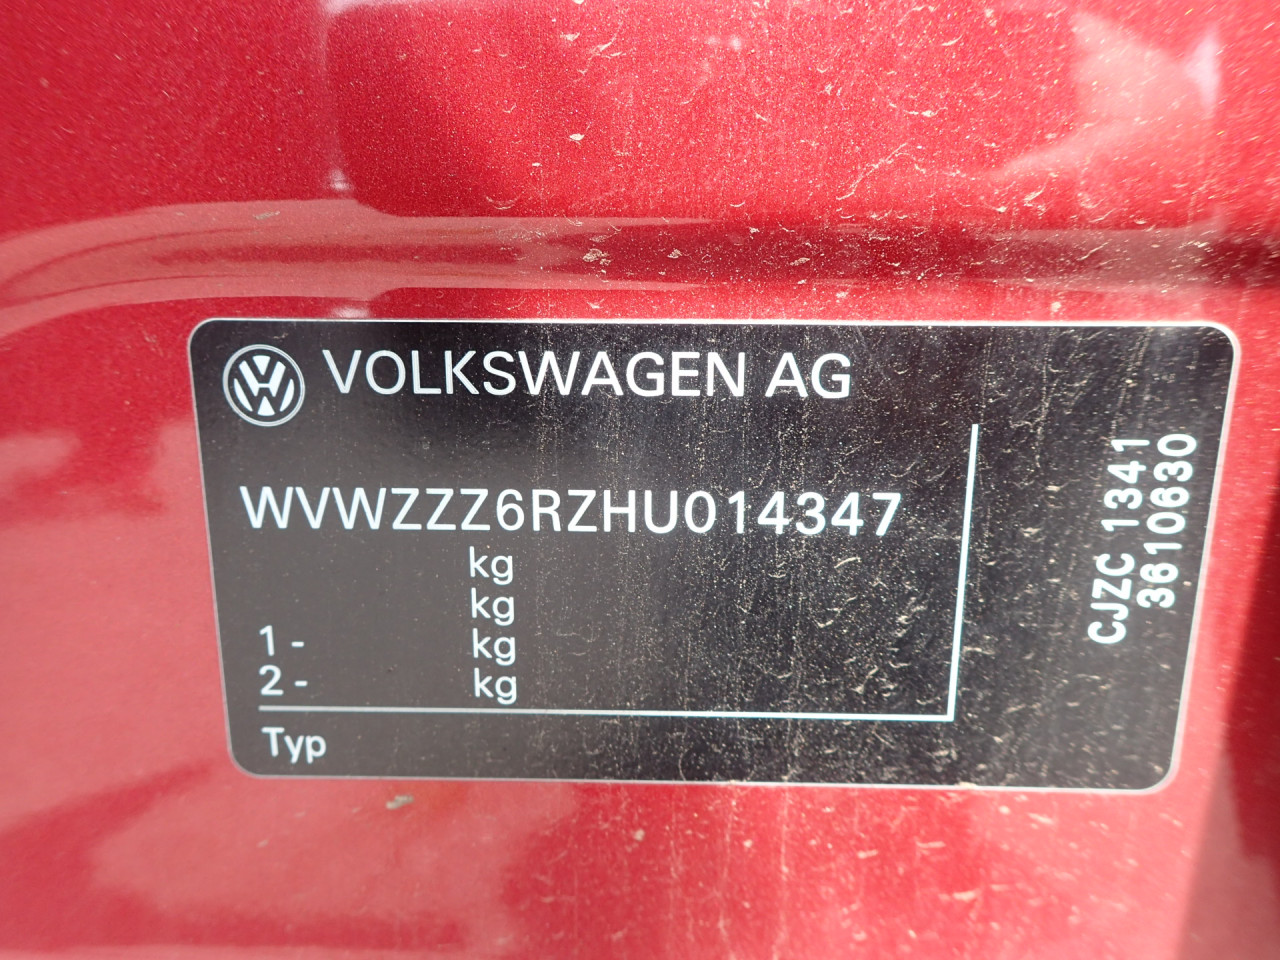 VOLKSWAGEN AG
WVWZZZ6RZHU014347
kg
kg
1 - kg
2 - kg
Typ
CJZC 1341
3610630